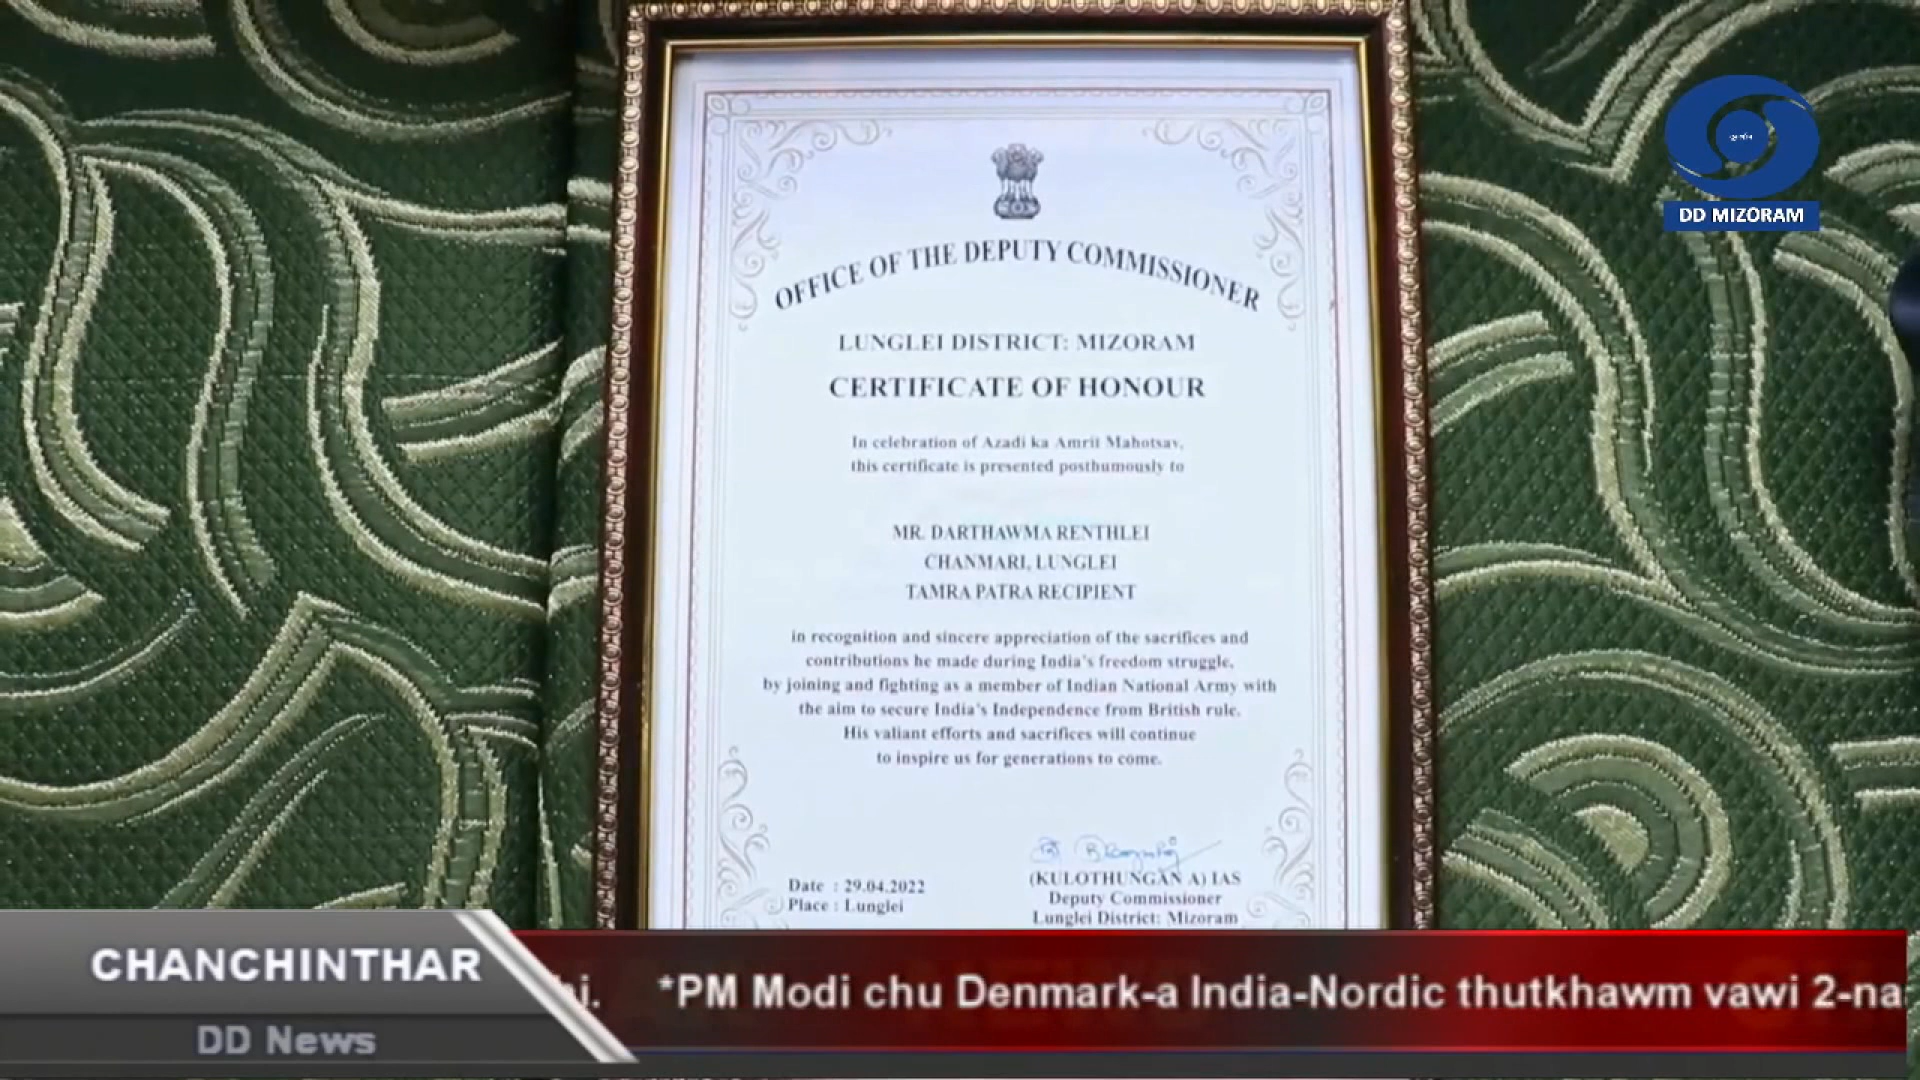 OFFICE OF THE DEPUTY COMMISSIONER
LUNGLEI DISTRICT: MIZORAM
CERTIFICATE OF HONOUR
In celebration of Azadi ka Amrit Mahotsav,
this certificate is presented posthumously to
MR. DARTHAWMA RENTHLEI
CHANMARI, LUNGLEI
TAMRA PATRA RECIPIENT
in recognition and sincere appreciation of the sacrifices and
contributions he made during India's freedom struggle,
by joining and fighting as a member of Indian National Army with
the aim to secure India's Independence from British rule.
His valiant efforts and sacrifices will continue
to inspire us for generations to come.
Date : 29.04.2022
Place : Lunglei
(KULOTHUNGAN A) IAS
Deputy Commissioner
Lunglei District: Mizoram
DD MIZORAM
CHANCHINTHAR
DD News
*PM Modi chu Denmark-a India-Nordic thutkhawm vawi 2-na